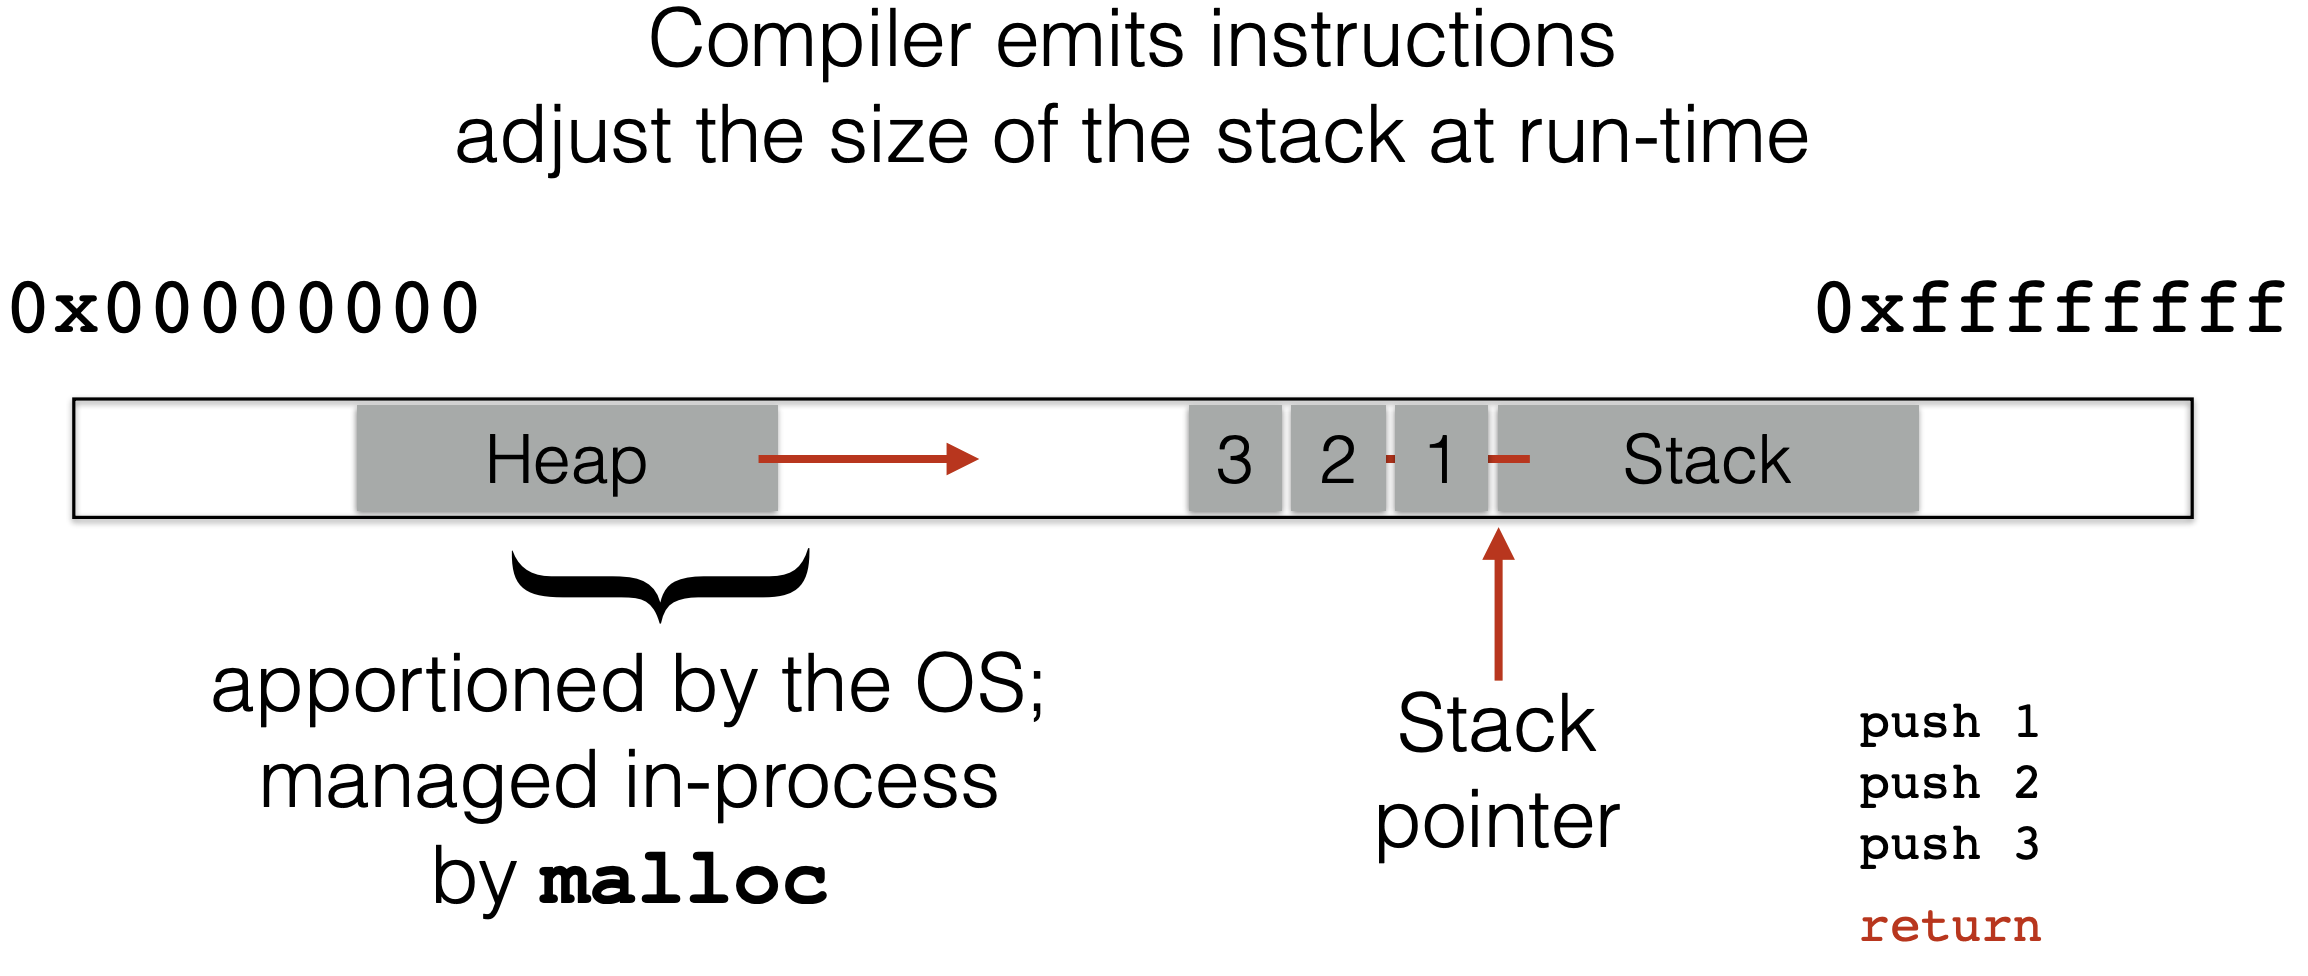 Compiler emits instructions
adjust the size of the stack at run-time
0x00000000
0xffffffff
Heap
3
2
1
Stack
apportioned by the OS;
managed in-process
by malloc
Stack
pointer
push 1
push 2
push 3
return